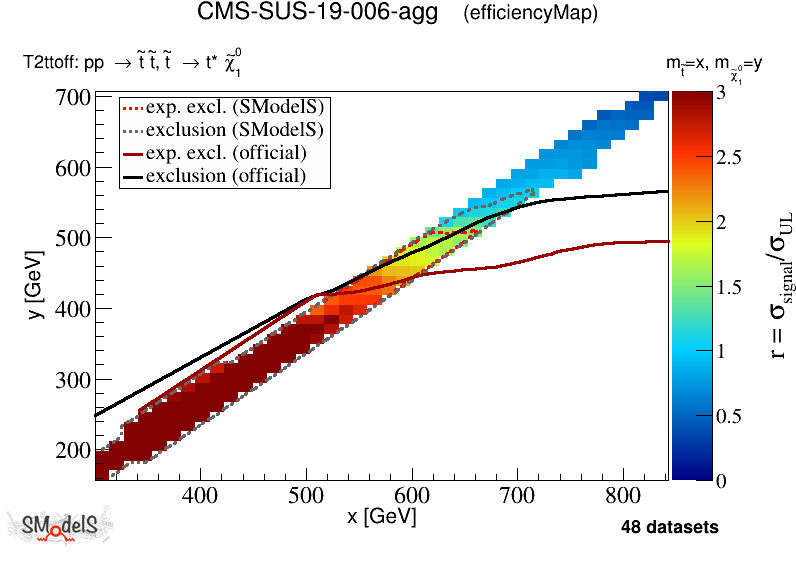 CMS-SUS-19-006-agg (efficiencyMap)
T2ttoff: pp → t̃ t̃, t̃ → t* χ̃⁰₁
m_t̃=x, m_χ̃⁰₁=y
exp. excl. (SModelS)
exclusion (SModelS)
exp. excl. (official)
exclusion (official)
700
600
500
400
300
200
y [GeV]
400 500 600 700 800
x [GeV]
3
2.5
2
1.5
1
0.5
0
r = σ_signal/σ_UL
SModelS
48 datasets